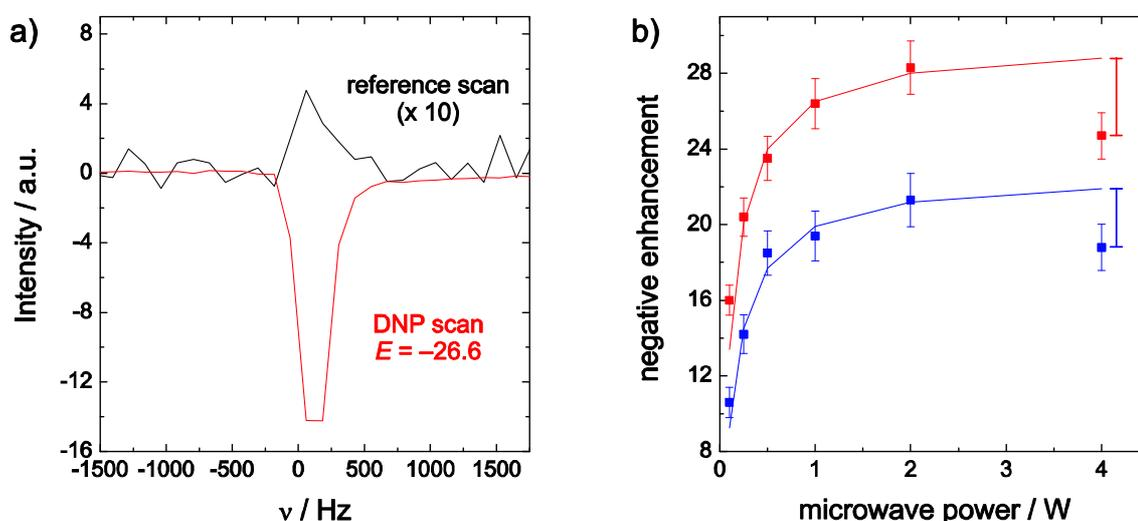 a)
8
4
0
-4
-8
-12
-16
-1500 -1000 -500 0 500 1000 1500
Intensity / a.u.
ν / Hz
reference scan
(x 10)
DNP scan
E = –26.6
b)
28
24
20
16
12
8
0 1 2 3 4
negative enhancement
microwave power / W